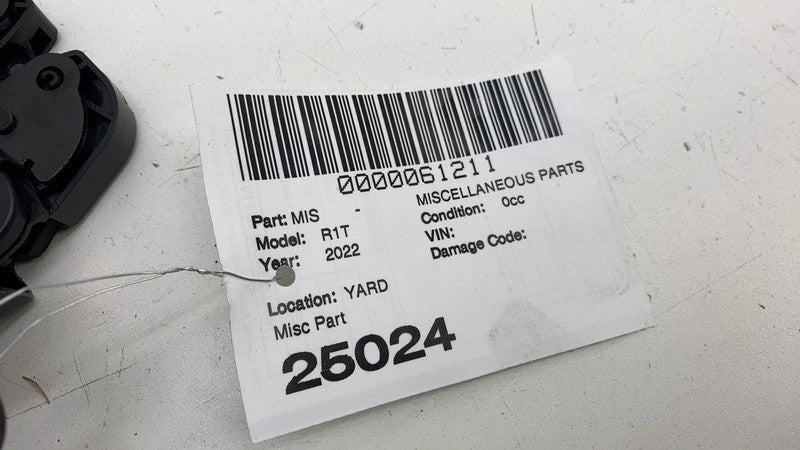 0000061211
Part: MIS - MISCELLANEOUS PARTS
Model: R1T Condition: 0cc
Year: 2022 VIN:
Damage Code:
Location: YARD
Misc Part
25024